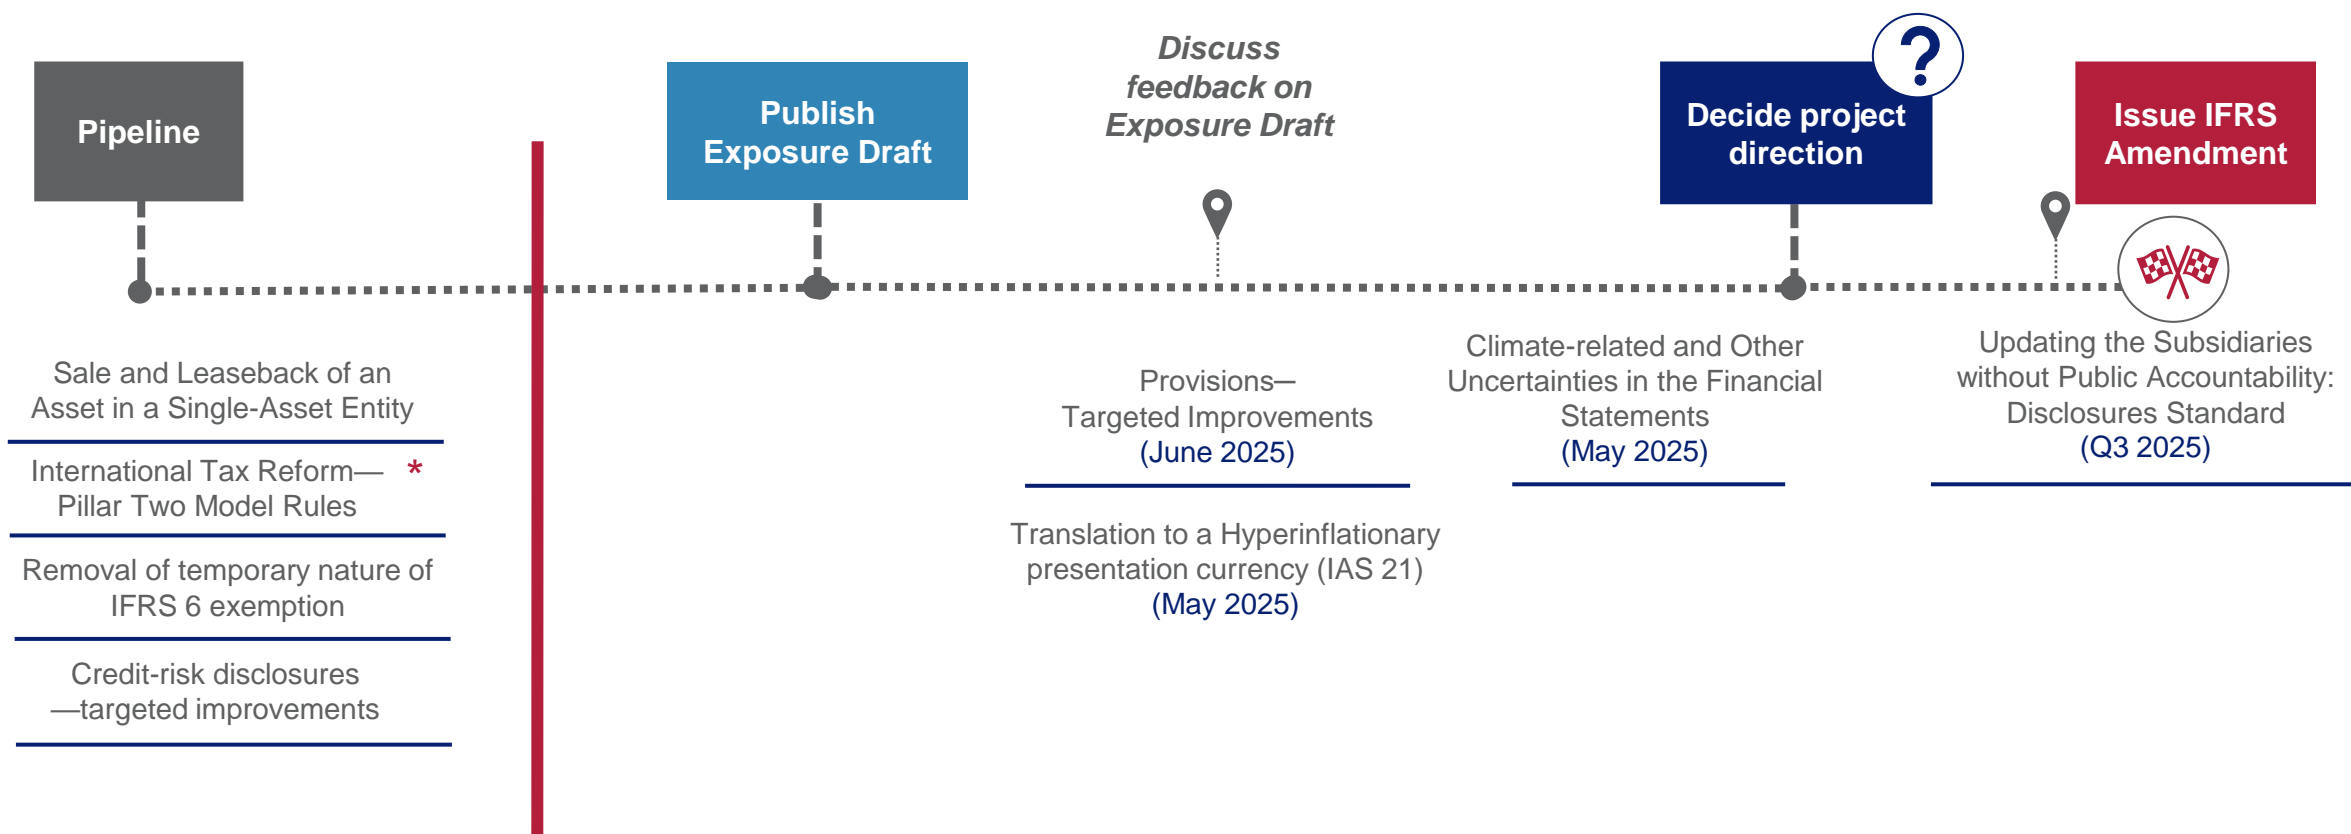 Pipeline
Publish
Exposure Draft
Discuss
feedback on
Exposure Draft
?
Decide project
direction
Issue IFRS
Amendment
Sale and Leaseback of an
Asset in a Single-Asset Entity
International Tax Reform— *
Pillar Two Model Rules
Removal of temporary nature of
IFRS 6 exemption
Credit-risk disclosures
—targeted improvements
Provisions—
Targeted Improvements
(June 2025)
Translation to a Hyperinflationary
presentation currency (IAS 21)
(May 2025)
Climate-related and Other
Uncertainties in the Financial
Statements
(May 2025)
Updating the Subsidiaries
without Public Accountability:
Disclosures Standard
(Q3 2025)